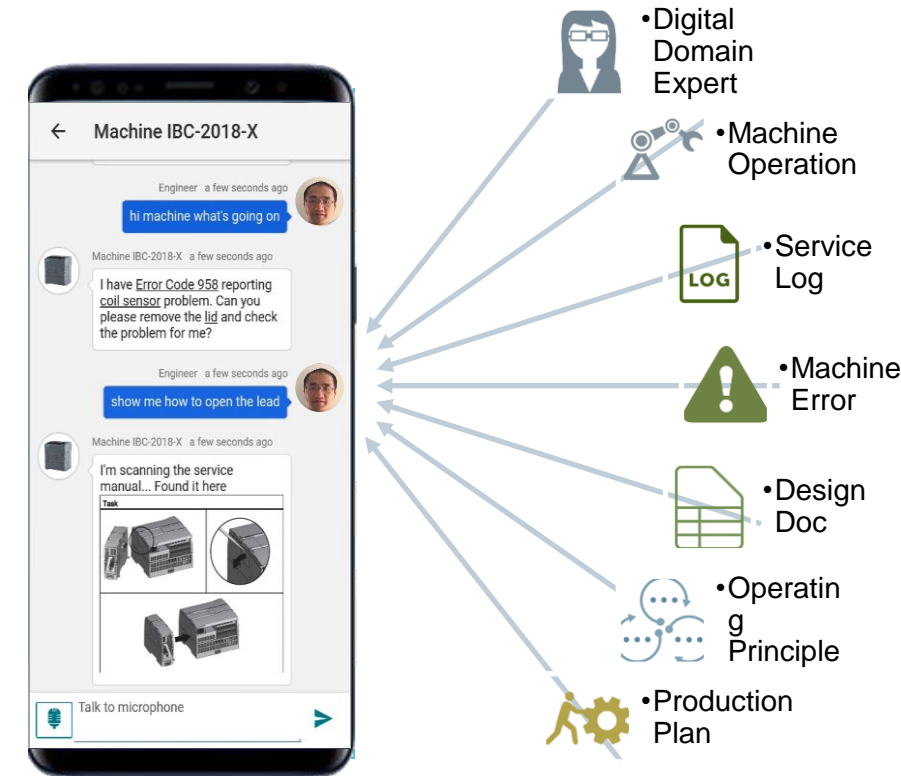 Machine IBC-2018-X
Engineer a few seconds ago
hi machine what's going on
Machine IBC-2018-X a few seconds ago
I have Error Code 958 reporting
coil sensor problem. Can you
please remove the lid and check
the problem for me?
Engineer a few seconds ago
show me how to open the lead
Machine IBC-2018-X a few seconds ago
I'm scanning the service
manual... Found it here
Task
Talk to microphone
•Digital
Domain
Expert
•Machine
Operation
LOG
•Service
Log
•Machine
Error
•Design
Doc
•Operatin
g
Principle
•Production
Plan